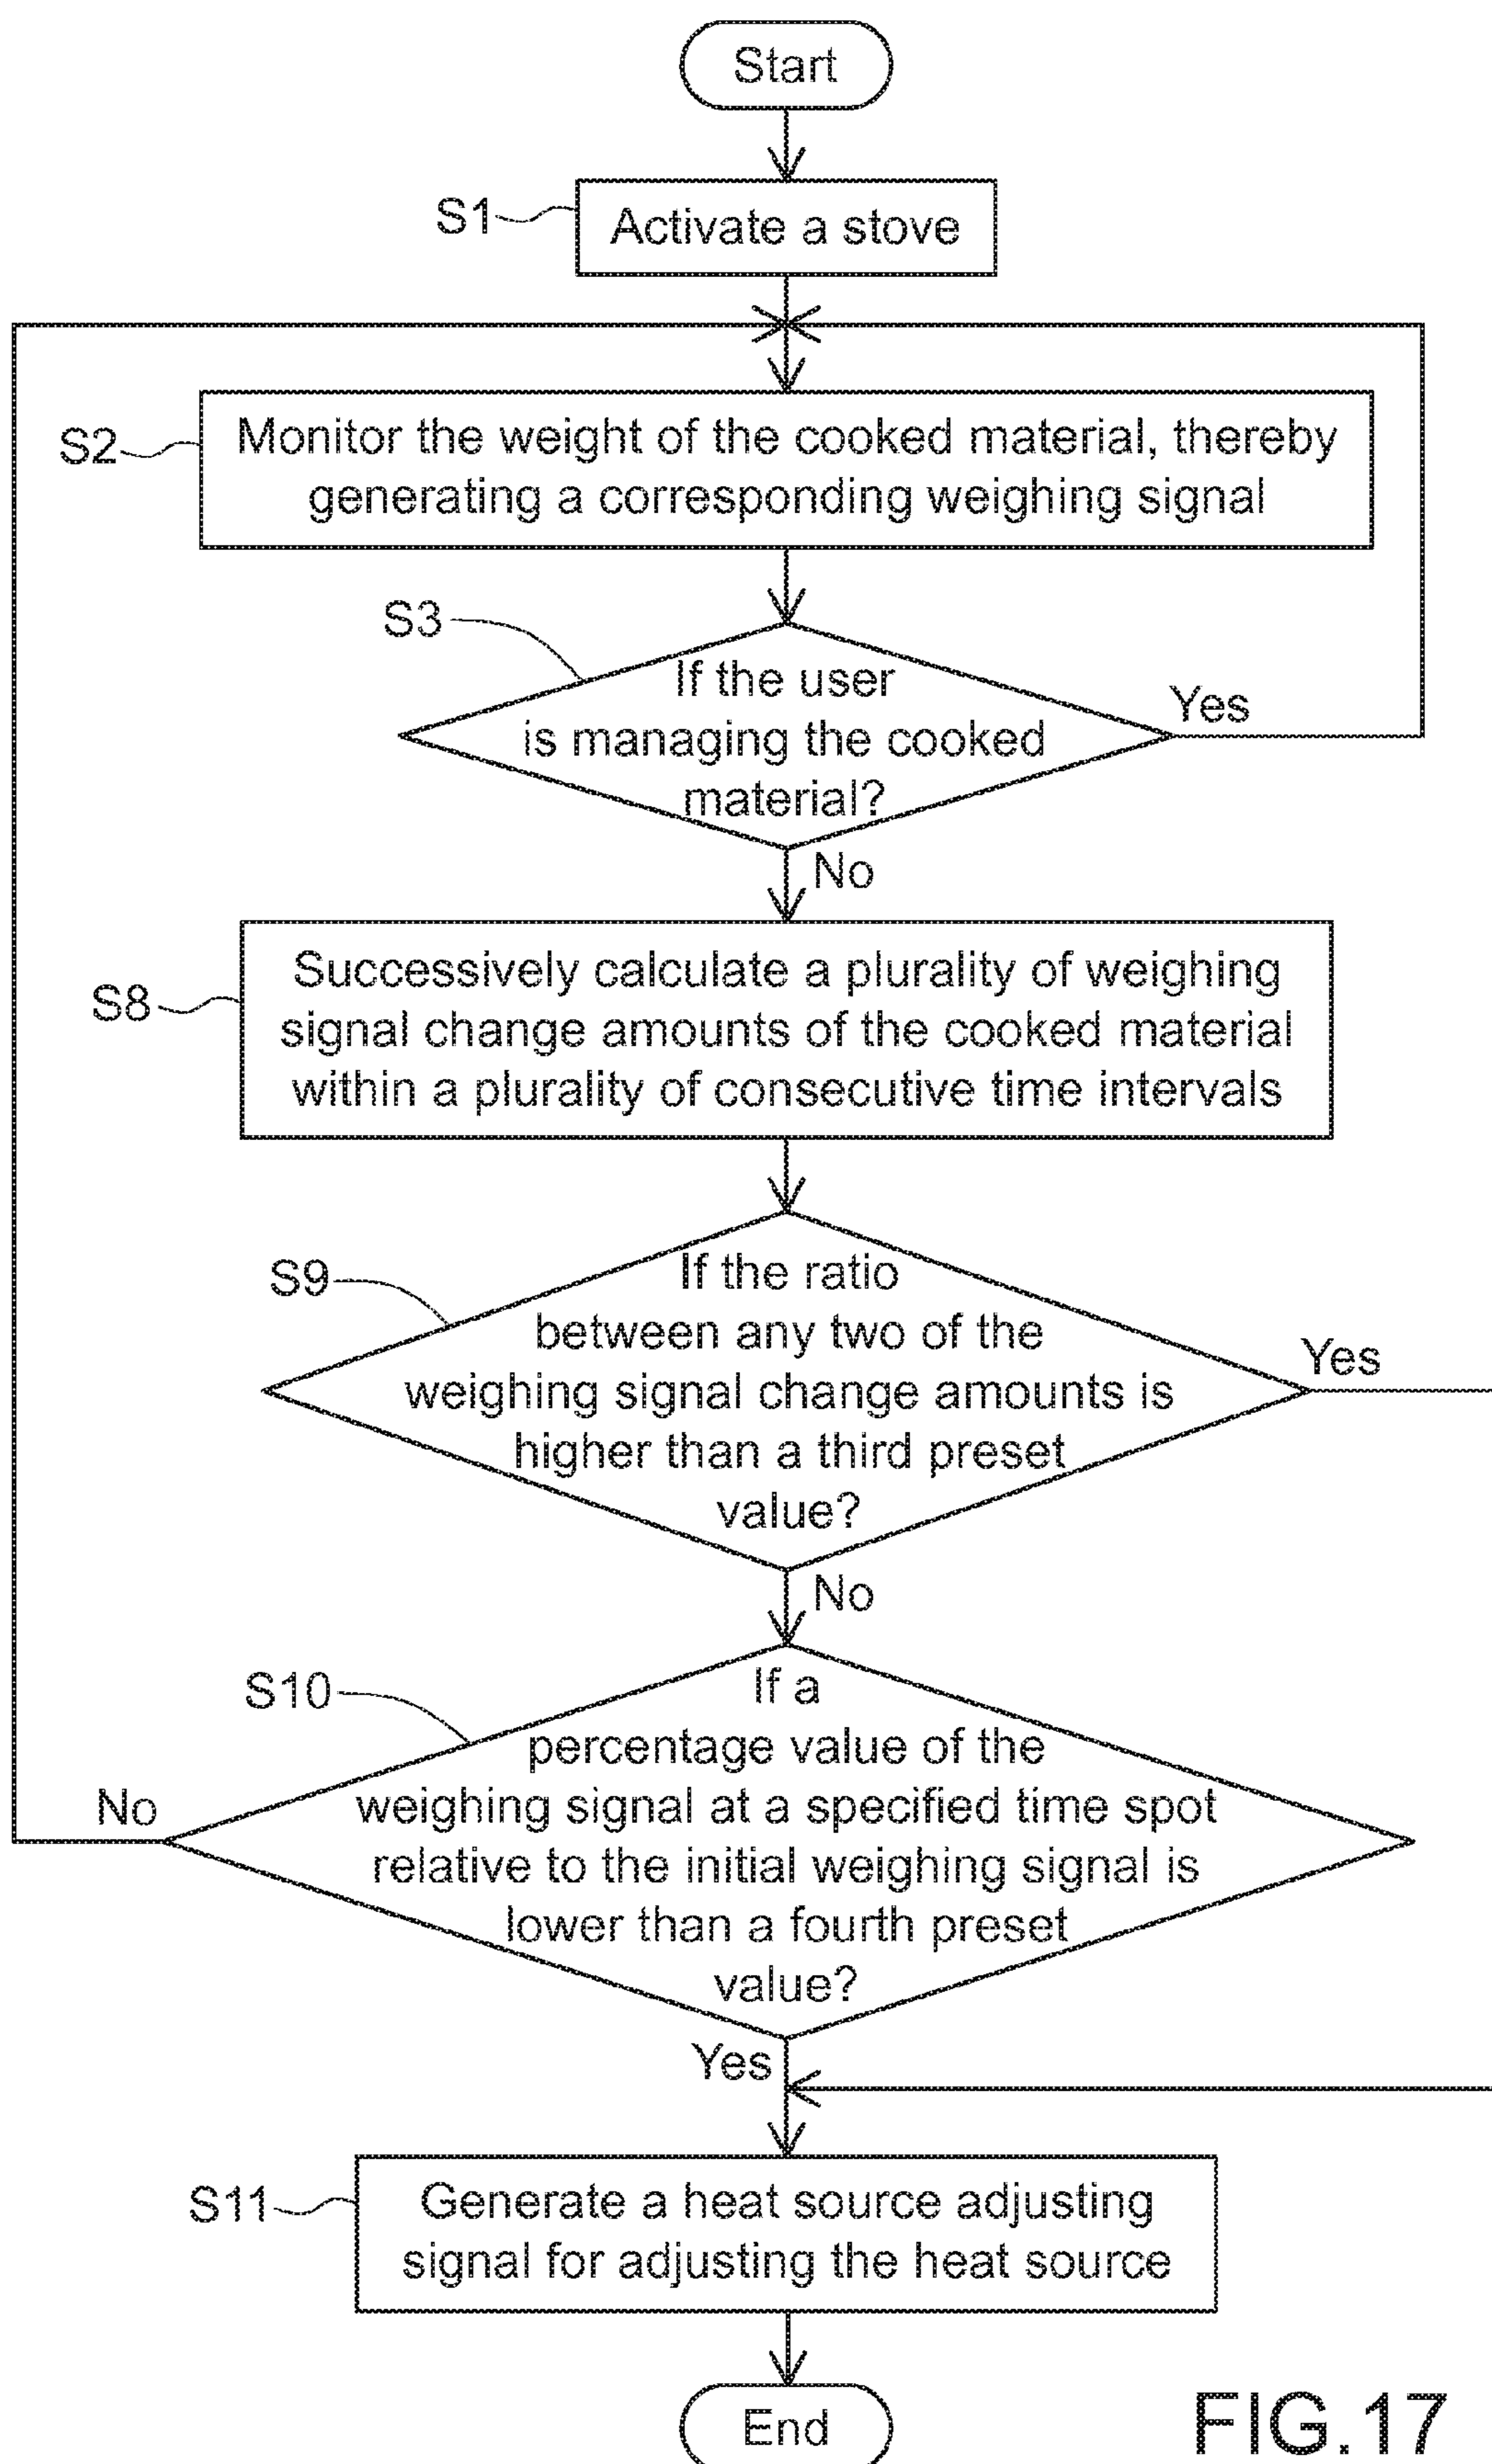 Start
S1
Activate a stove
S2
Monitor the weight of the cooked material, thereby
generating a corresponding weighing signal
S3
If the user
is managing the cooked
material?
Yes
No
S8
Successively calculate a plurality of weighing
signal change amounts of the cooked material
within a plurality of consecutive time intervals
S9
If the ratio
between any two of the
weighing signal change amounts is
higher than a third preset
value?
Yes
No
S10
If a
percentage value of the
weighing signal at a specified time spot
relative to the initial weighing signal is
lower than a fourth preset
value?
No
Yes
S11
Generate a heat source adjusting
signal for adjusting the heat source
End
FIG.17